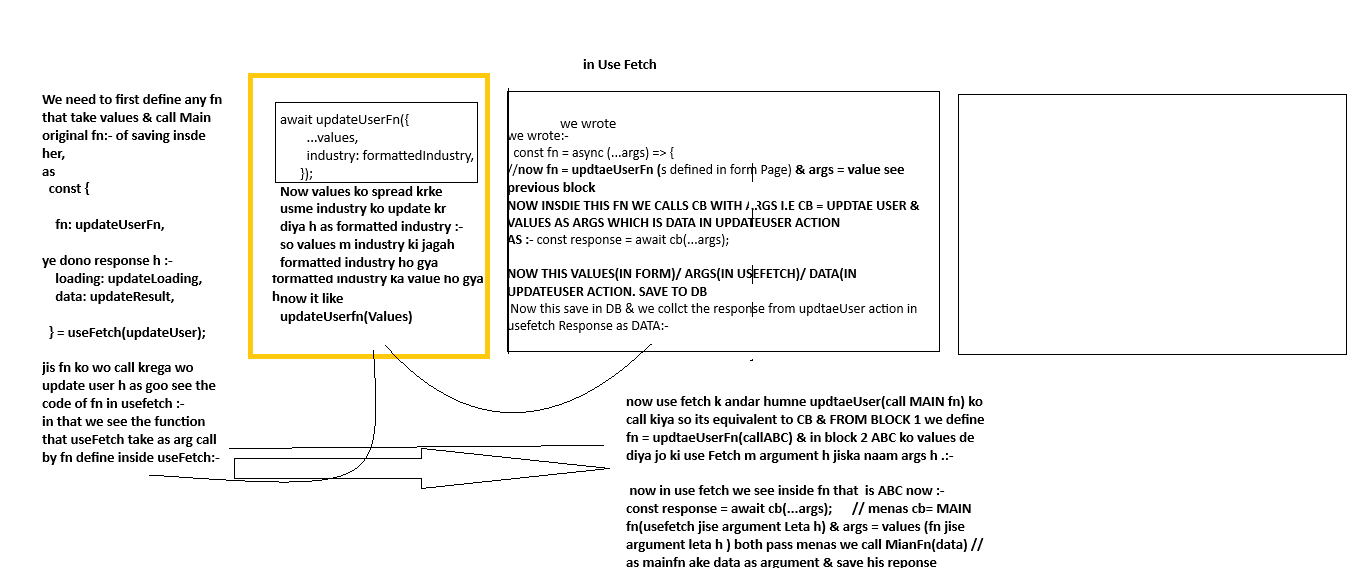 in Use Fetch
We need to first define any fn
that take values & call Main
original fn:- of saving insde
her,
as
const {
fn: updateUserFn,
ye dono response h :-
loading: updateLoading,
data: updateResult,
} = useFetch(updateUser);
jis fn ko wo call krega wo
update user h as goo see the
code of fn in usefetch :-
in that we see the function
that useFetch take as arg call
by fn define inside useFetch:-
await updateUserFn({
...values,
industry: formattedIndustry,
});
Now values ko spread krke
usme industry ko update kr
diya h as formatted industry :-
so values m industry ki jagah
formatted industry ho gya
formatted industry ka value ho gya
h
now it like
updateUserfn(Values)
we wrote
we wrote:-
const fn = async (...args) => {
//now fn = updtaeUserFn (s defined in form Page) & args = value see
previous block
NOW INSDIE THIS FN WE CALLS CB WITH ARGS I.E CB = UPDTAE USER &
VALUES AS ARGS WHICH IS DATA IN UPDATEUSER ACTION
AS :- const response = await cb(...args);
NOW THIS VALUES(IN FORM)/ ARGS(IN USEFETCH)/ DATA(IN
UPDATEUSER ACTION. SAVE TO DB
Now this save in DB & we collct the response from updtaeUser action in
usefetch Response as DATA:-
now use fetch k andar humne updtaeUser(call MAIN fn) ko
call kiya so its equivalent to CB & FROM BLOCK 1 we define
fn = updtaeUserFn(callABC) & in block 2 ABC ko values de
diya jo ki use Fetch m argument h jiska naam args h .:-
now in use fetch we see inside fn that is ABC now :-
const response = await cb(...args); // menas cb= MAIN
fn(usefetch jise argument Leta h) & args = values (fn jise
argument leta h ) both pass menas we call MianFn(data) //
as mainfn ake data as argument & save his reponse